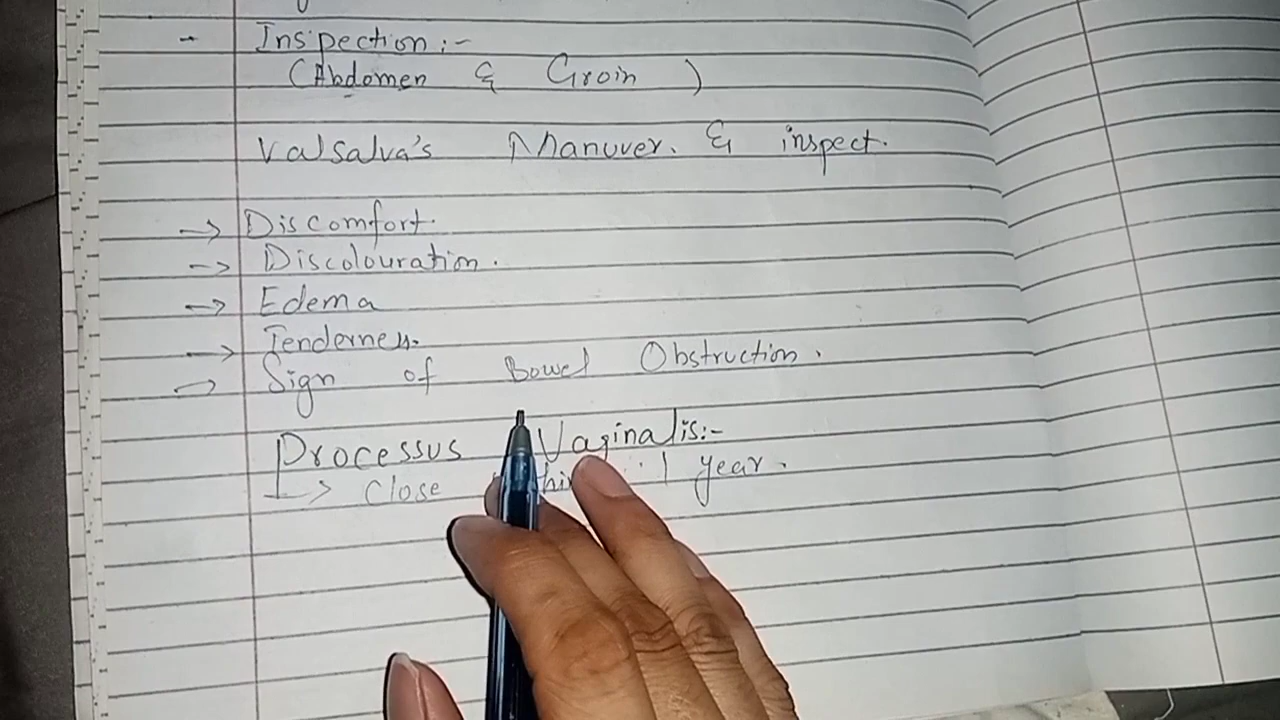 - Inspection :-
(Abdomen & Groin )
Valsalva's Manuver. & inspect.
→ Discomfort.
→ Discolouration.
→ Edema
→ Tenderness.
→ Sign of Bowel Obstruction.
Processus Vaginalis:-
→ Close 1 year.